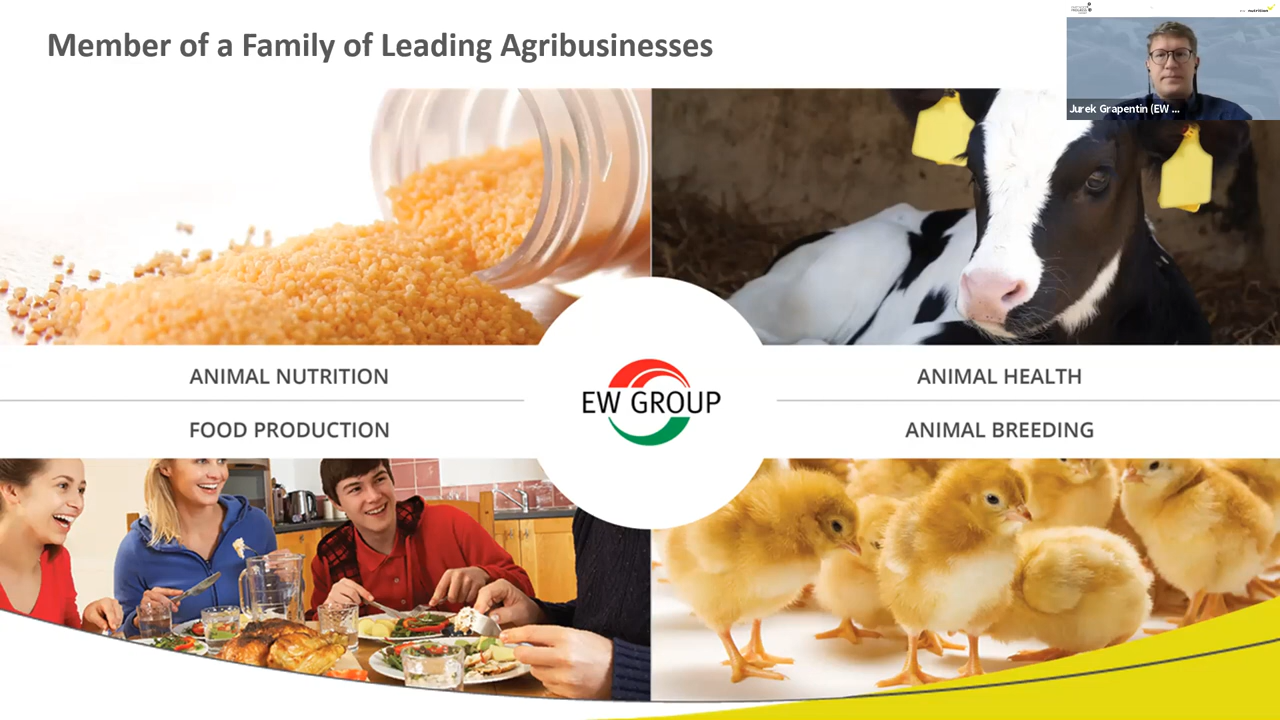 Member of a Family of Leading Agribusinesses
nutrition
Jurek Grapentin (EW ...
ANIMAL NUTRITION
ANIMAL HEALTH
EW GROUP
FOOD PRODUCTION
ANIMAL BREEDING